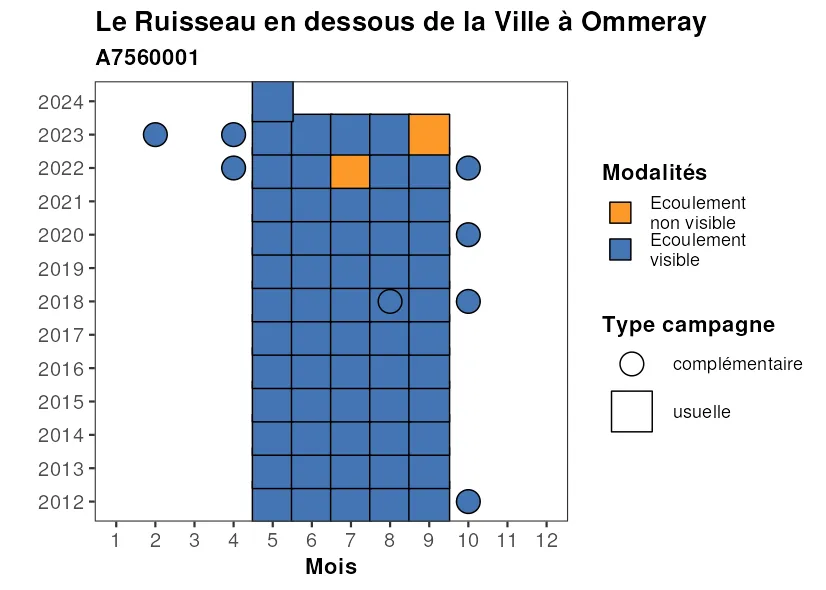 Le Ruisseau en dessous de la Ville à Ommeray
A7560001
2024
2023
2022
2021
2020
2019
2018
2017
2016
2015
2014
2013
2012
1 2 3 4 5 6 7 8 9 10 11 12
Mois
Modalités
Ecoulement
non visible
Ecoulement
visible
Type campagne
complémentaire
usuelle